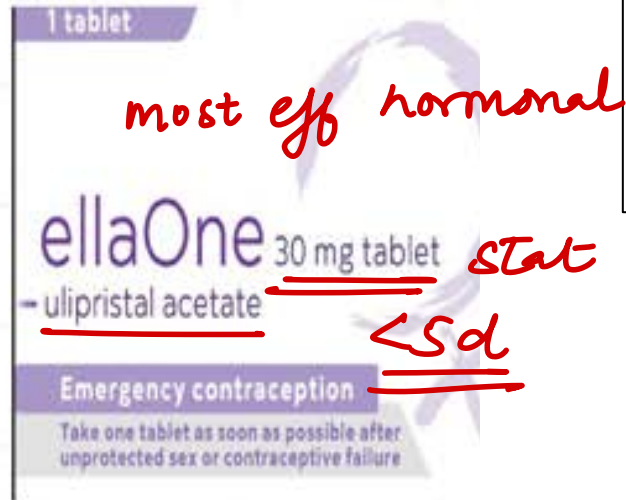 1 tablet
most eff hormonal
ellaOne 30 mg tablet stat
- ulipristal acetate
<5d
Emergency contraception
Take one tablet as soon as possible after
unprotected sex or contraceptive failure